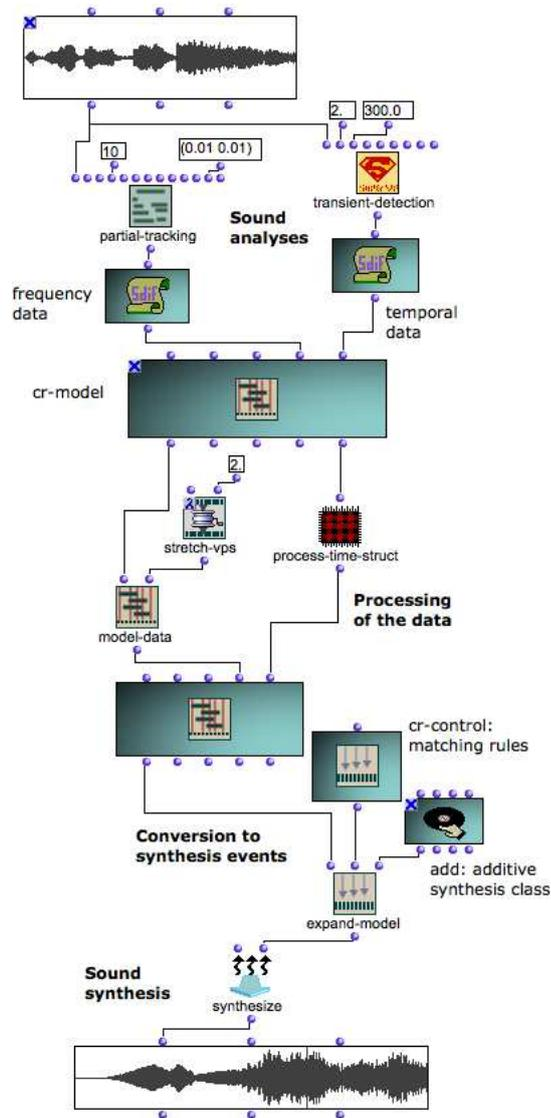 2.
300.0
10
(0.01 0.01)
transient-detection
partial-tracking
Sound
analyses
Sdif
Sdif
frequency
data
temporal
data
cr-model
2.
stretch-vps
process-time-struct
Processing
of the data
model-data
cr-control:
matching rules
Conversion to
synthesis events
add: additive
synthesis class
expand-model
Sound
synthesis
synthesize